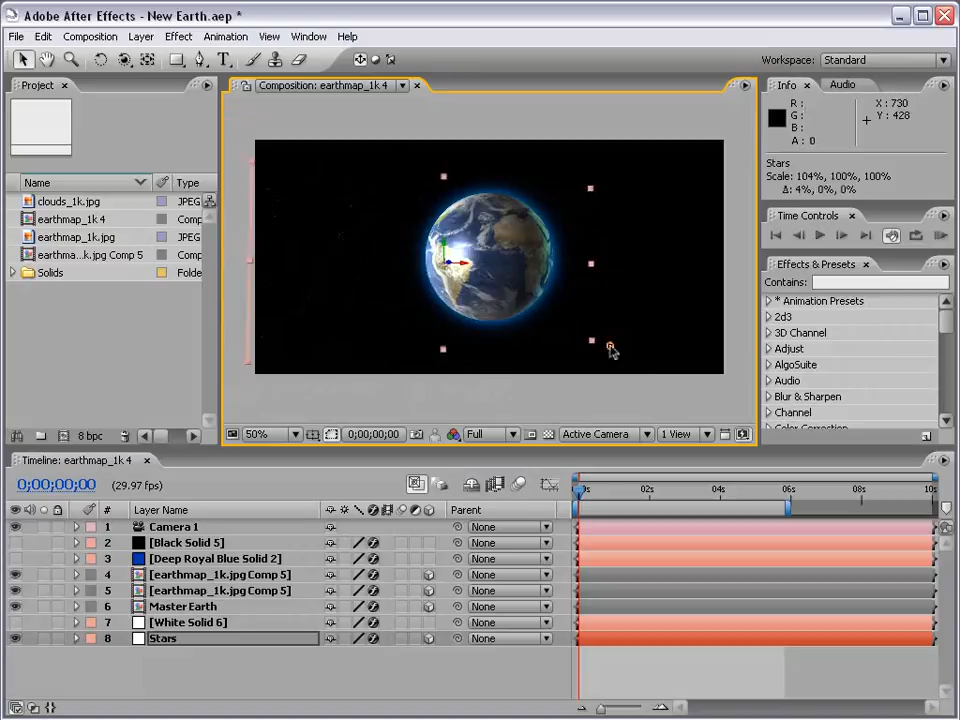 Adobe After Effects - New Earth.aep *
File Edit Composition Layer Effect Animation View Window Help
Workspace: Standard
Project
Composition: earthmap_1k 4
Info Audio
R :
G :
B :
A : 0
X : 730
Y : 428
Stars
Scale: 104%, 100%, 100%
Δ: 4%, 0%, 0%
Name Type
clouds_1k.jpg JPEG
earthmap_1k 4 Comp
earthmap_1k.jpg JPEG
earthma...k.jpg Comp 5 Comp
Solids Folde
Time Controls
Effects & Presets
Contains:
* Animation Presets
2d3
3D Channel
Adjust
AlgoSuite
Audio
Blur & Sharpen
Channel
Color Correction
8 bpc
50% 0;00;00;00 Full Active Camera 1 View
Timeline: earthmap_1k 4
0;00;00;00 (29.97 fps)
02s 04s 06s 08s 10s
# Layer Name Parent
1 Camera 1 None
2 [Black Solid 5] None
3 [Deep Royal Blue Solid 2] None
4 [earthmap_1k.jpg Comp 5] None
5 [earthmap_1k.jpg Comp 5] None
6 Master Earth None
7 [White Solid 6] None
8 Stars None